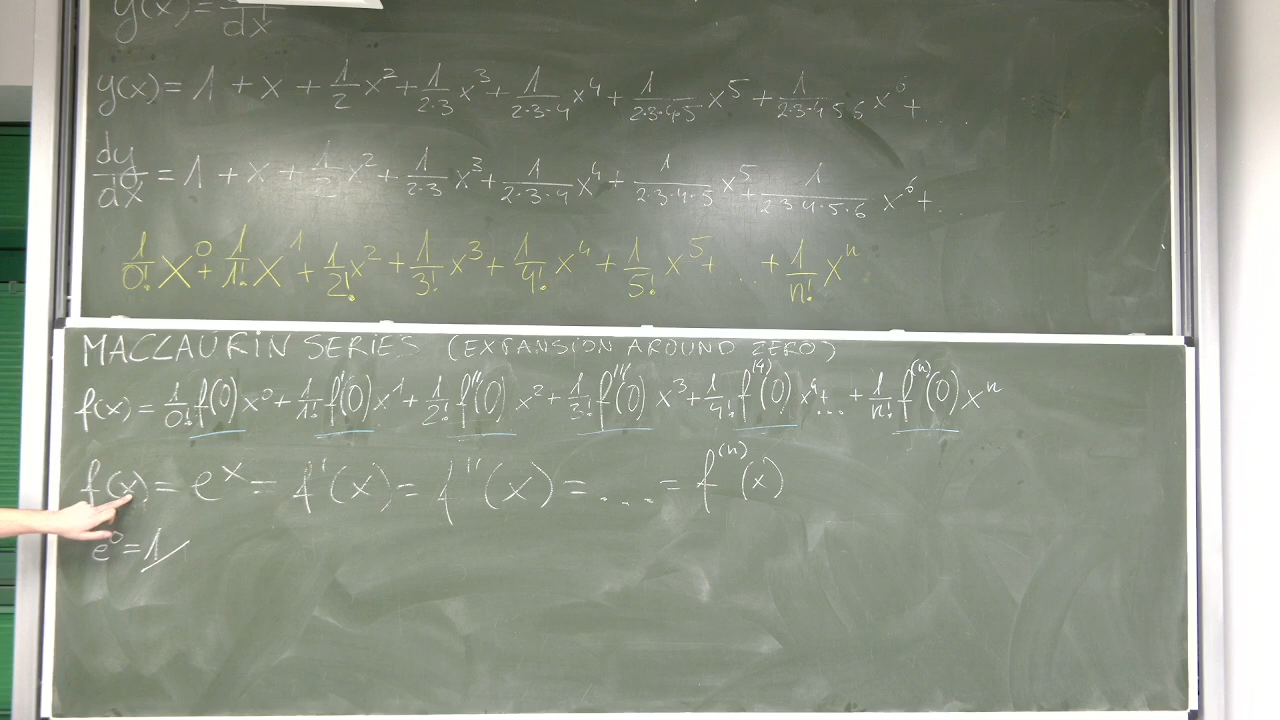 y(x) = dy/dx
y(x) = 1 + x + 1/2 x² + 1/2·3 x³ + 1/2·3·4 x⁴ + 1/2·3·4·5 x⁵ + 1/2·3·4·5·6 x⁶ + ....
dy/dx = 1 + x + 1/2 x² + 1/2·3 x³ + 1/2·3·4 x⁴ + 1/2·3·4·5 x⁵ + 1/2·3·4·5·6 x⁶ + ...
1/0! x⁰ + 1/1! x¹ + 1/2! x² + 1/3! x³ + 1/4! x⁴ + 1/5! x⁵ + ... + 1/n! xⁿ
MACCAURIN SERIES (EXPANSION AROUND ZERO)
f(x) = 1/0! f(0) x⁰ + 1/1! f'(0) x¹ + 1/2! f''(0) x² + 1/3! f'''(0) x³ + 1/4! f⁽⁴⁾(0) x⁴ + ... + 1/n! f⁽ⁿ⁾(0) xⁿ
f(x) = eˣ = f'(x) = f''(x) = .... = f⁽ⁿ⁾(x)
e⁰ = 1